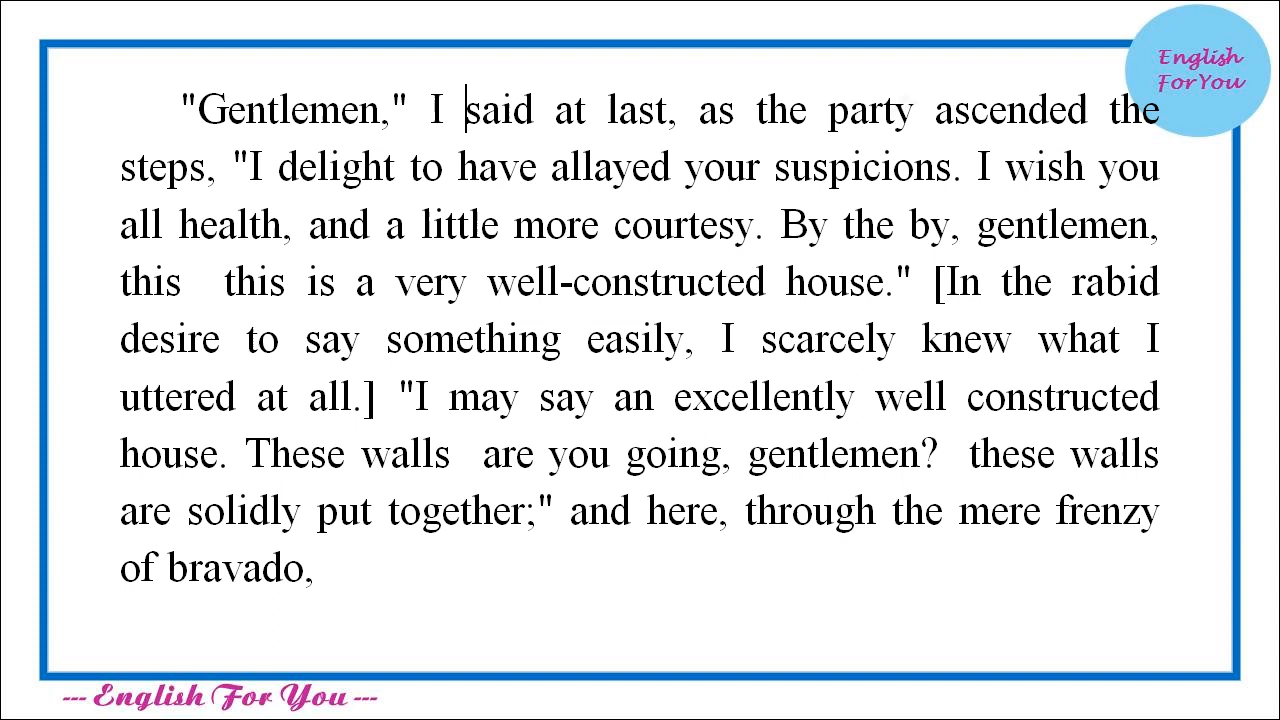 English
ForYou
"Gentlemen," I said at last, as the party ascended the
steps, "I delight to have allayed your suspicions. I wish you
all health, and a little more courtesy. By the by, gentlemen,
this  this is a very well-constructed house." [In the rabid
desire to say something easily, I scarcely knew what I
uttered at all.] "I may say an excellently well constructed
house. These walls  are you going, gentlemen?  these walls
are solidly put together;" and here, through the mere frenzy
of bravado,
--- English For You ---